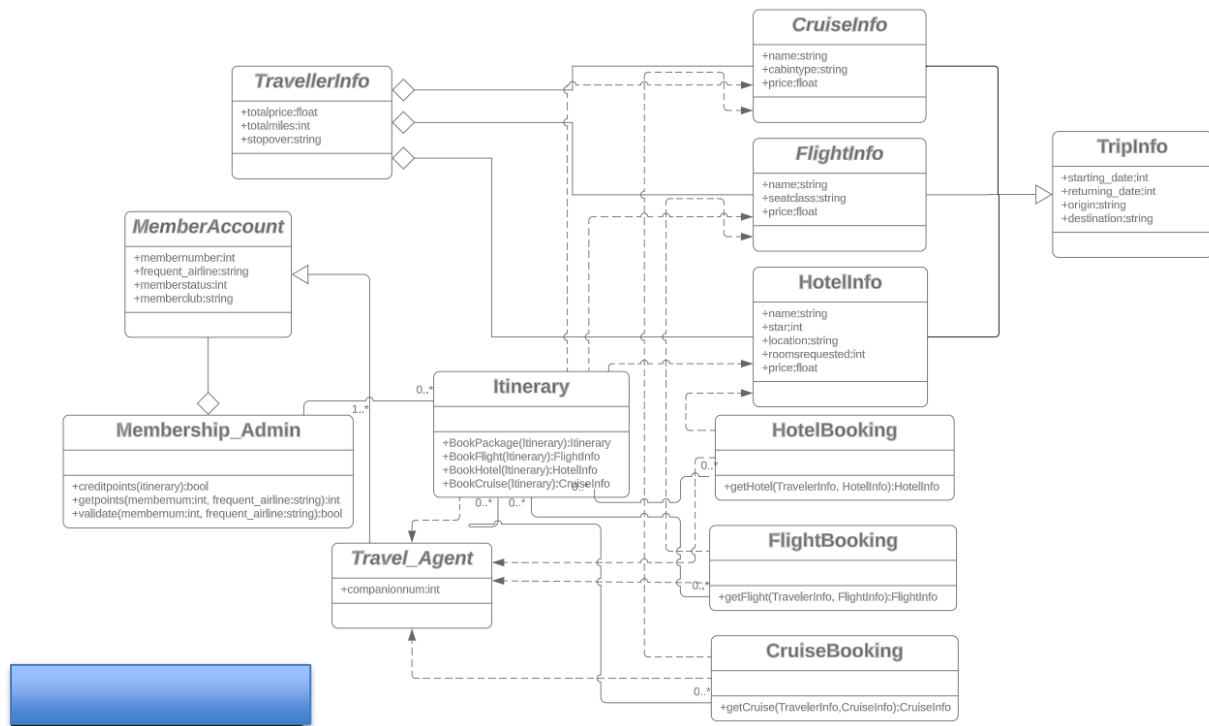 CruiseInfo
+name:string
+cabintype:string
+price:float
TravellerInfo
+totalprice:float
+totalmiles:int
+stopover:string
FlightInfo
+name:string
+seatclass:string
+price:float
TripInfo
+starting_date:int
+returning_date:int
+origin:string
+destination:string
MemberAccount
+membernumber:int
+frequent_airline:string
+memberstatus:int
+memberclub:string
HotelInfo
+name:string
+star:int
+location:string
+roomsrequested:int
+price:float
Itinerary
+BookPackage(Itinerary):Itinerary
+BookFlight(Itinerary):FlightInfo
+BookHotel(Itinerary):HotelInfo
+BookCruise(Itinerary):CruiseInfo
0..*
1..*
Membership_Admin
+creditpoints(itinerary):bool
+getpoints(membernum:int, frequent_airline:string):int
+validate(membernum:int, frequent_airline:string):bool
HotelBooking
0..*
+getHotel(TravelerInfo, HotelInfo):HotelInfo
0..*
0..*
0..*
Travel_Agent
+companionnum:int
FlightBooking
0..*
+getFlight(TravelerInfo, FlightInfo):FlightInfo
CruiseBooking
0..*
+getCruise(TravelerInfo,CruiseInfo):CruiseInfo